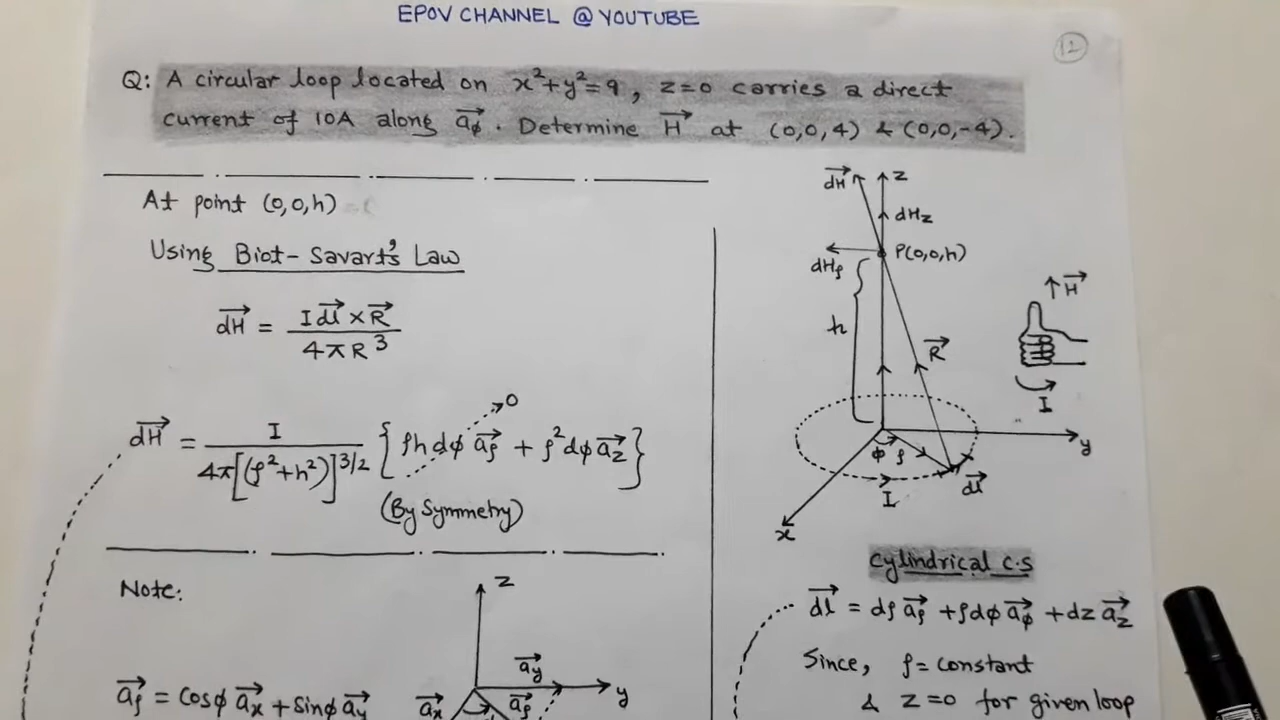 EPOV CHANNEL @ YOUTUBE
12
Q: A circular loop located on x²+y²=9, z=0 carries a direct
current of 10A along a⃗ϕ. Determine H⃗ at (0,0,4) & (0,0,-4).
At point (0,0,h)
Using Biot-Savart's Law
dH⃗ = I dl⃗ × R⃗ / 4πR³
dH⃗ = I / 4π[(ρ²+h²)]^3/2 { ρh dϕ a⃗ρ + ρ² dϕ a⃗z }
0
(By Symmetry)
Note:
a⃗ρ = cosϕ a⃗x + sinϕ a⃗y
z
a⃗y
y
a⃗x
a⃗ρ
dH⃗
z
dHz
P(0,0,h)
dHρ
h
R⃗
↑H⃗
I
ϕ
ρ
y
dl⃗
I
x
Cylindrical C.S
dl⃗ = dρ a⃗ρ + ρdϕ a⃗ϕ + dz a⃗z
Since, ρ = constant
& z=0 for given loop